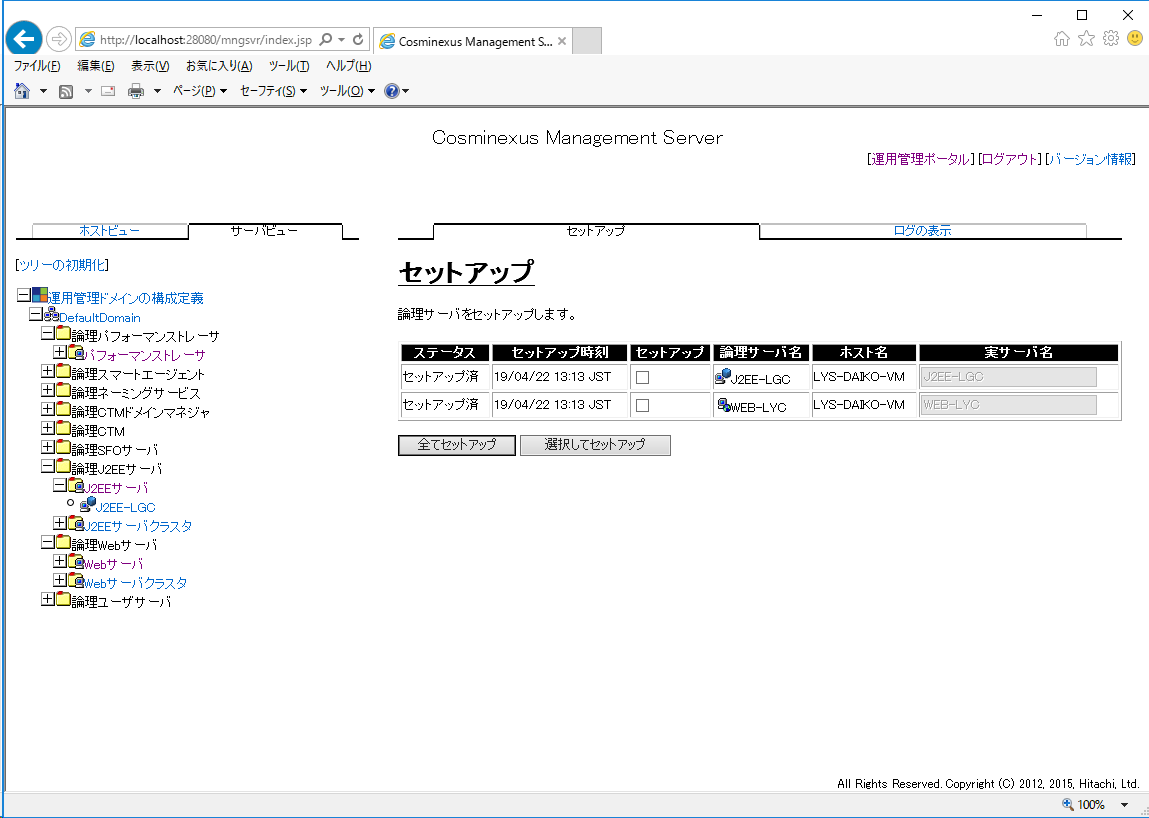 http://localhost:28080/mngsvr/index.jsp
Cosminexus Management S...
ファイル(F) 編集(E) 表示(V) お気に入り(A) ツール(T) ヘルプ(H)
ページ(P) セーフティ(S) ツール(O)
Cosminexus Management Server
[運用管理ポータル] [ログアウト] [バージョン情報]
ホストビュー サーバビュー
セットアップ ログの表示
[ツリーの初期化]
運用管理ドメインの構成定義
DefaultDomain
論理パフォーマンストレーサ
パフォーマンストレーサ
論理スマートエージェント
論理ネーミングサービス
論理CTMドメインマネジャ
論理CTM
論理SFOサーバ
論理J2EEサーバ
J2EEサーバ
J2EE-LGC
J2EEサーバクラスタ
論理Webサーバ
Webサーバ
Webサーバクラスタ
論理ユーザサーバ
セットアップ
論理サーバをセットアップします。
ステータス セットアップ時刻 セットアップ 論理サーバ名 ホスト名 実サーバ名
セットアップ済 19/04/22 13:13 JST J2EE-LGC LYS-DAIKO-VM J2EE-LGC
セットアップ済 19/04/22 13:13 JST WEB-LYC LYS-DAIKO-VM WEB-LYC
全てセットアップ 選択してセットアップ
All Rights Reserved. Copyright (C) 2012, 2015, Hitachi, Ltd.
100%